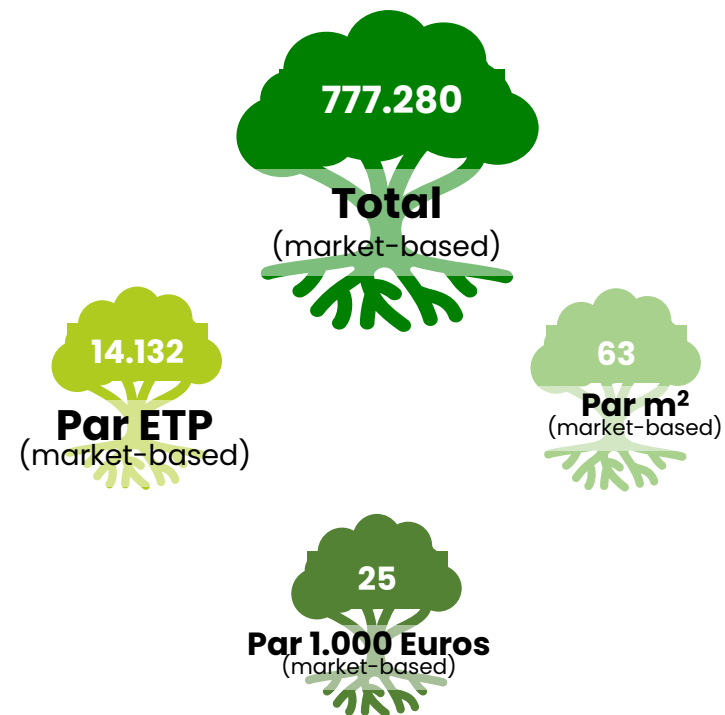 777.280
Total
(market-based)
14.132
Par ETP
(market-based)
63
Par m²
(market-based)
25
Par 1.000 Euros
(market-based)